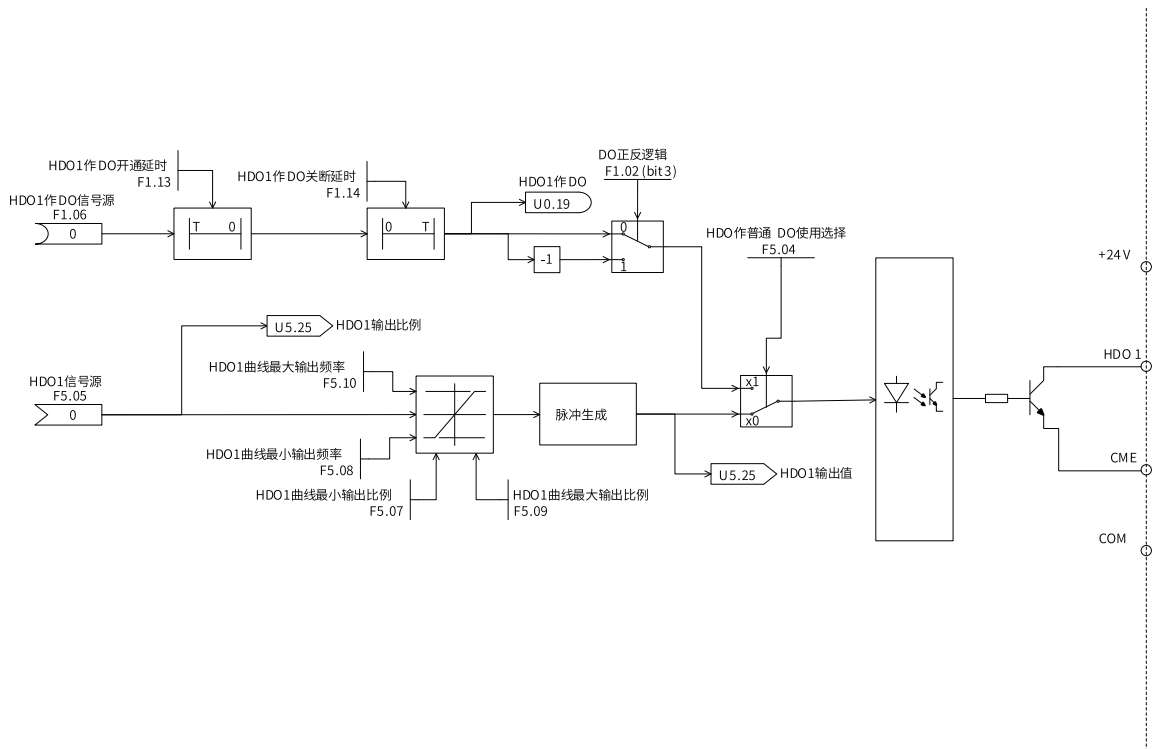 HDO1作DO开通延时
F1.13
HDO1作DO信号源
F1.06
0
T 0
HDO1作DO关断延时
F1.14
0 T
HDO1作DO
U0.19
-1
DO正反逻辑
F1.02(bit3)
0
1
HDO作普通 DO使用选择
F5.04
x1
x0
U5.25
HDO1输出比例
HDO1信号源
F5.05
0
HDO1曲线最大输出频率
F5.10
HDO1曲线最小输出频率
F5.08
HDO1曲线最小输出比例
F5.07
HDO1曲线最大输出比例
F5.09
脉冲生成
U5.25
HDO1输出值
+24V
HDO 1
CME
COM